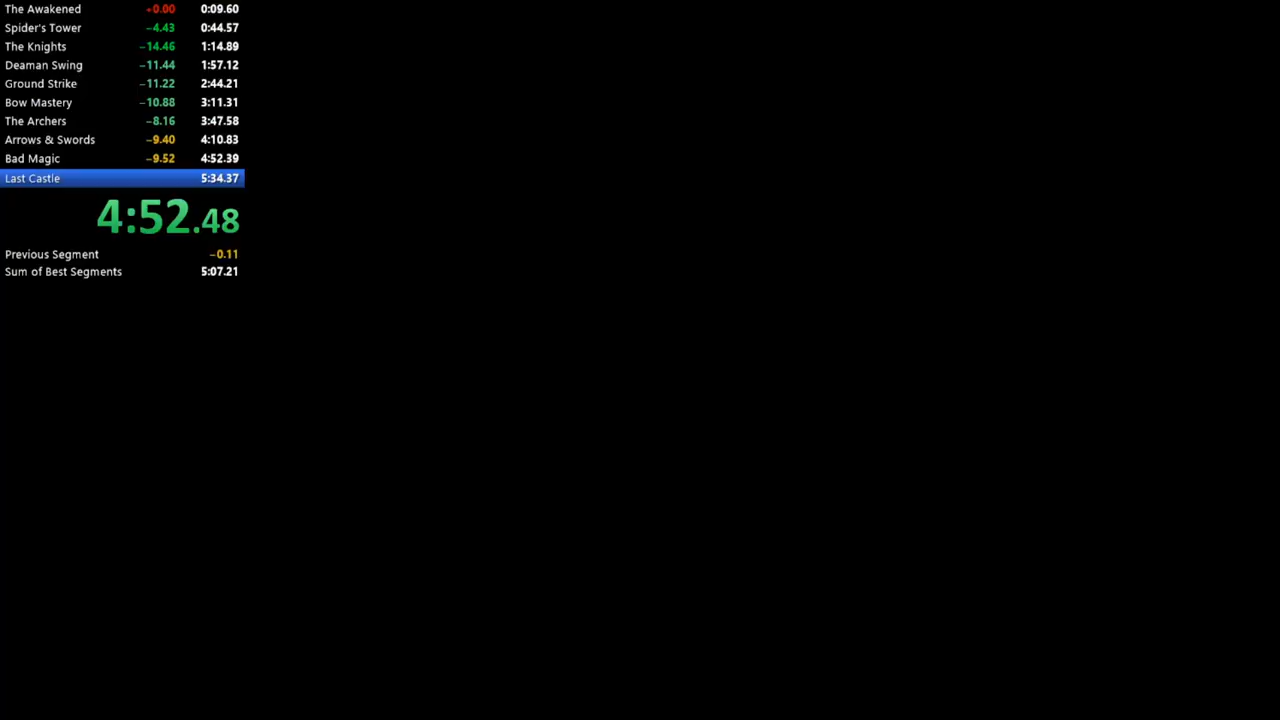 The Awakened +0.00 0:09.60
Spider's Tower −4.43 0:44.57
The Knights −14.46 1:14.89
Deaman Swing −11.44 1:57.12
Ground Strike −11.22 2:44.21
Bow Mastery −10.88 3:11.31
The Archers −8.16 3:47.58
Arrows & Swords −9.40 4:10.83
Bad Magic −9.52 4:52.39
Last Castle 5:34.37
4:52.48
Previous Segment −0.11
Sum of Best Segments 5:07.21